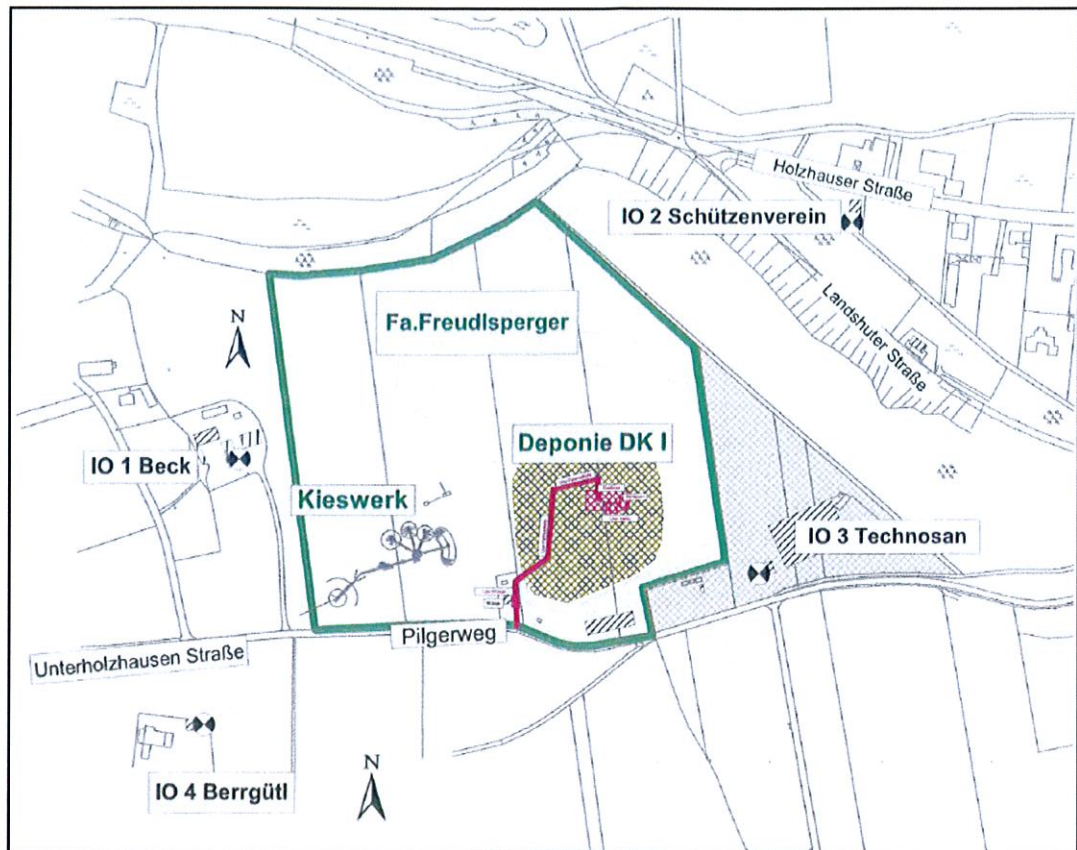 Holzhauser Straße
IO 2 Schützenverein
N
Fa.Freudlsperger
Landshuter Straße
Deponie DK I
IO 1 Beck
Kieswerk
IO 3 Technosan
Pilgerweg
Unterholzhausen Straße
N
IO 4 Berrgütl